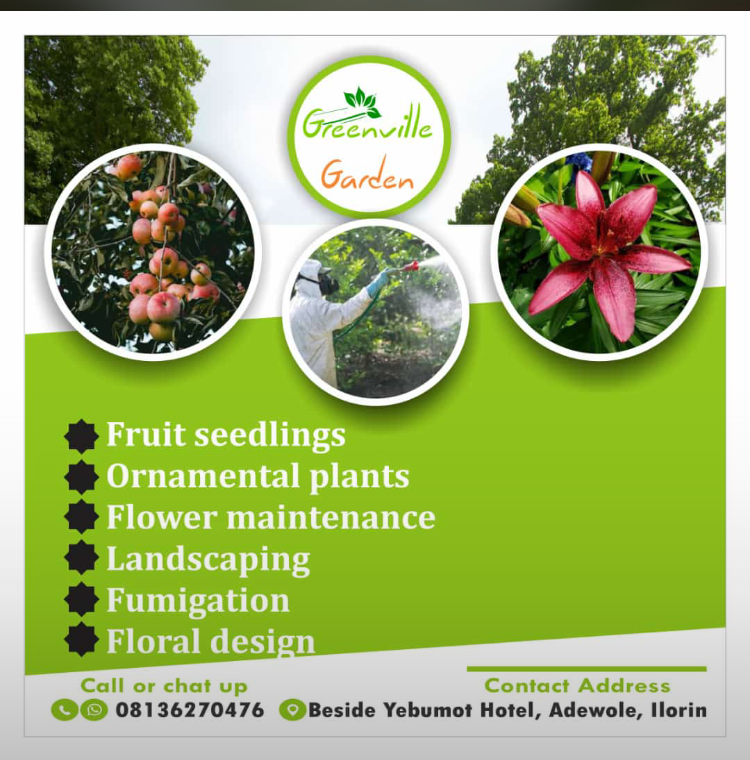 Greenville
Garden
Fruit seedlings
Ornamental plants
Flower maintenance
Landscaping
Fumigation
Floral design
Call or chat up
08136270476
Contact Address
Beside Yebumot Hotel, Adewole, Ilorin